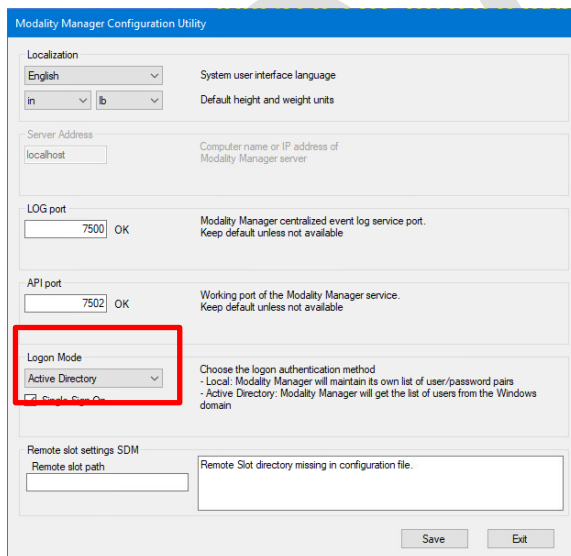 Modality Manager Configuration Utility
Localization
English
System user interface language
in
lb
Default height and weight units
Server Address
localhost
Computer name or IP address of
Modality Manager server
LOG port
7500
OK
Modality Manager centralized event log service port.
Keep default unless not available
API port
7502
OK
Working port of the Modality Manager service.
Keep default unless not available
Logon Mode
Active Directory
Single Sign On
Choose the logon authentication method
- Local: Modality Manager will maintain its own list of user/password pairs
- Active Directory: Modality Manager will get the list of users from the Windows
domain
Remote slot settings SDM
Remote slot path
Remote Slot directory missing in configuration file.
Save
Exit